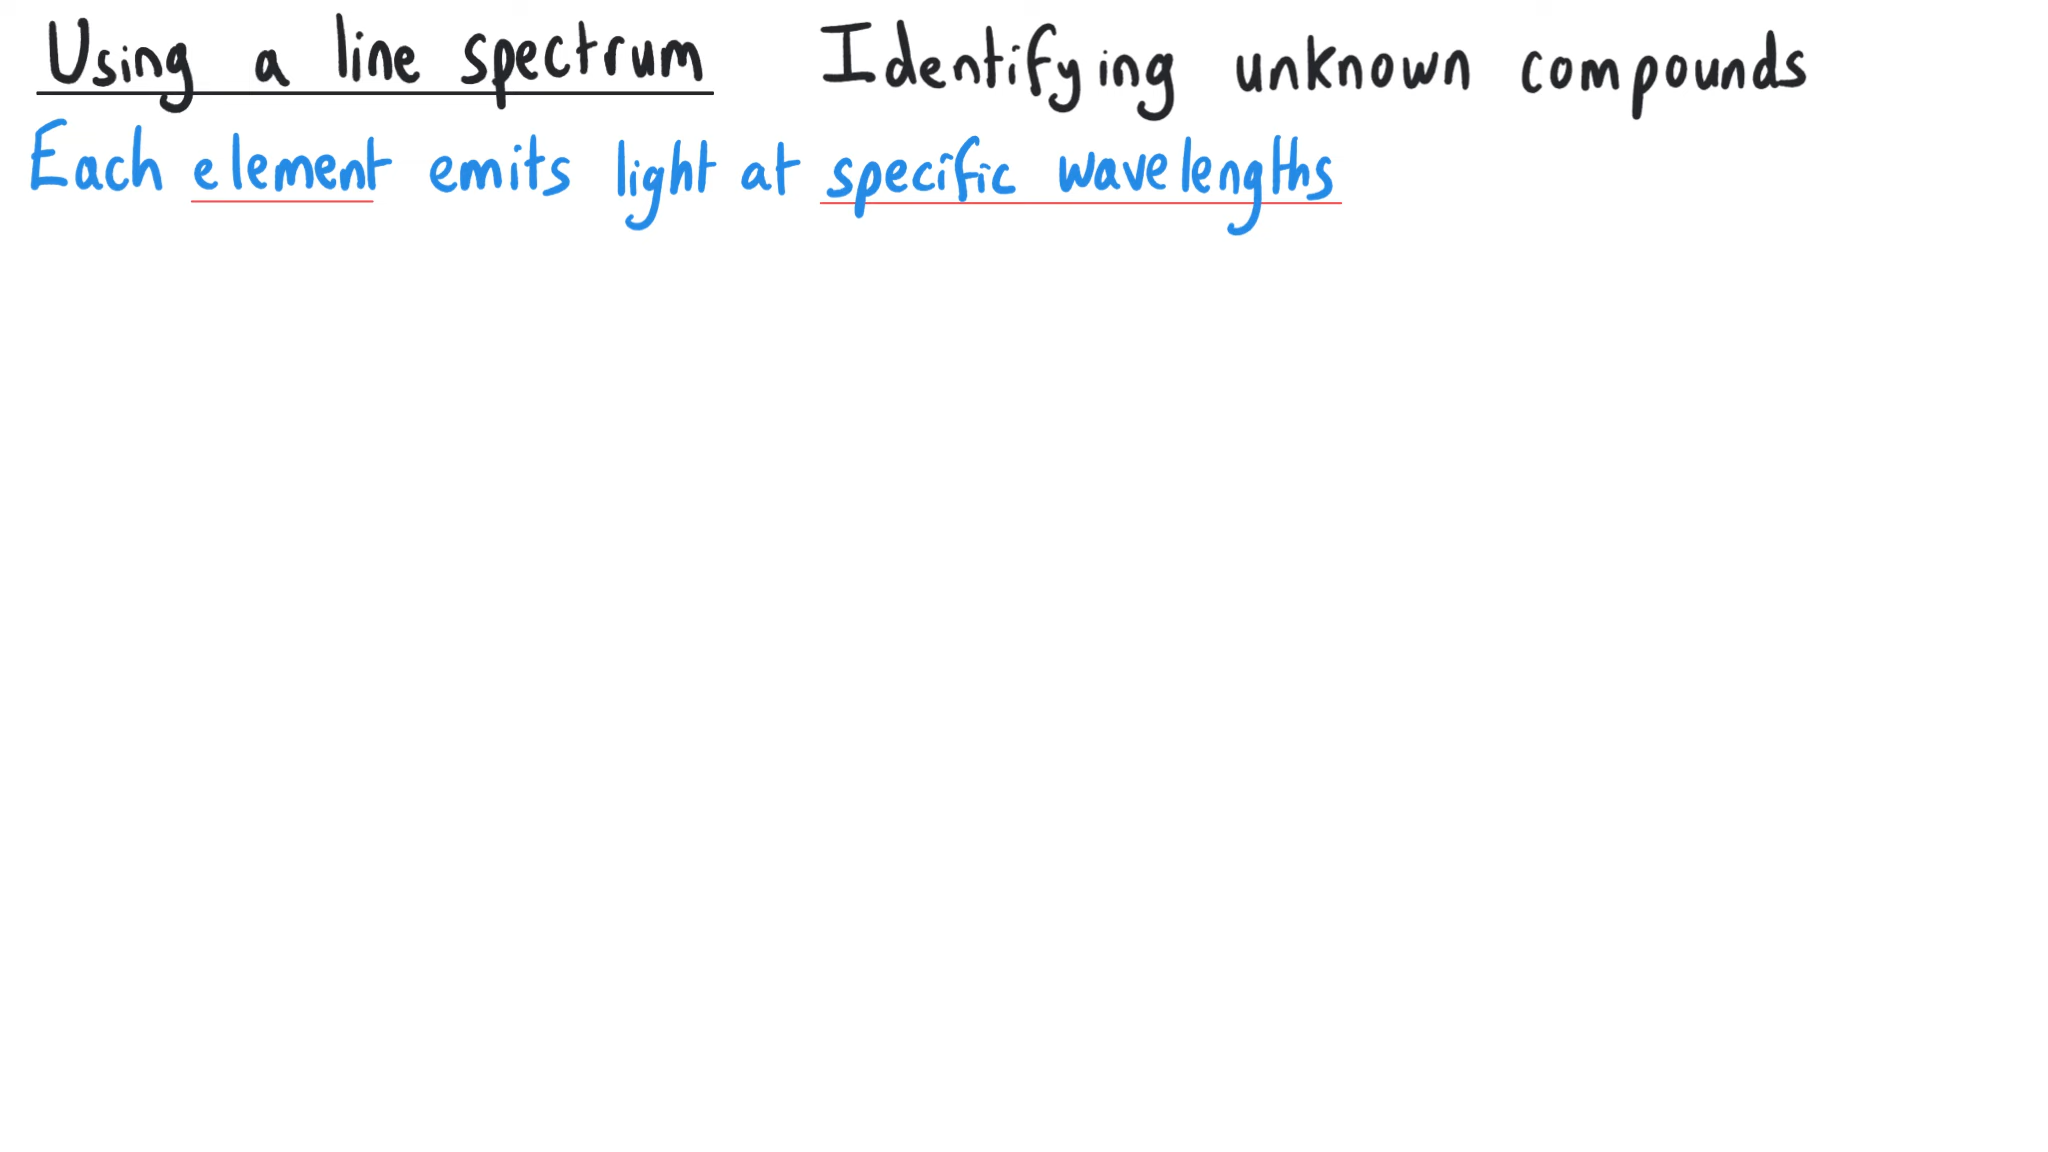 Using a line spectrum Identifying unknown compounds
Each element emits light at specific wavelengths